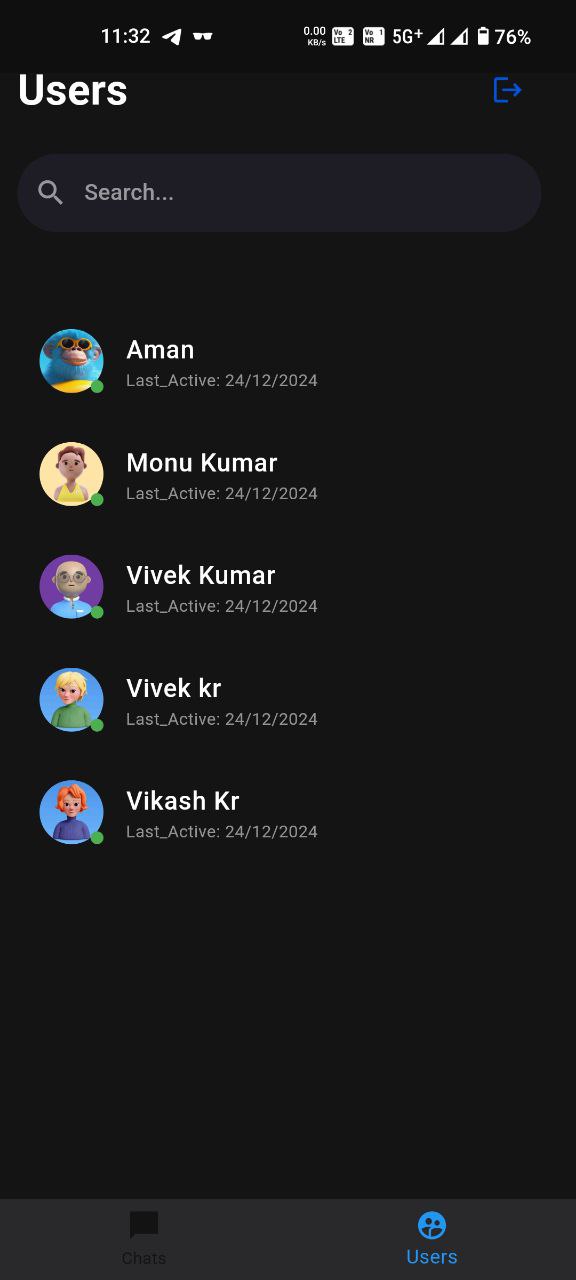 11:32 0.00 KB/s Vo 2 LTE Vo 1 NR 5G+ 76%
Users
Search...
Aman
Last_Active: 24/12/2024
Monu Kumar
Last_Active: 24/12/2024
Vivek Kumar
Last_Active: 24/12/2024
Vivek kr
Last_Active: 24/12/2024
Vikash Kr
Last_Active: 24/12/2024
Chats Users